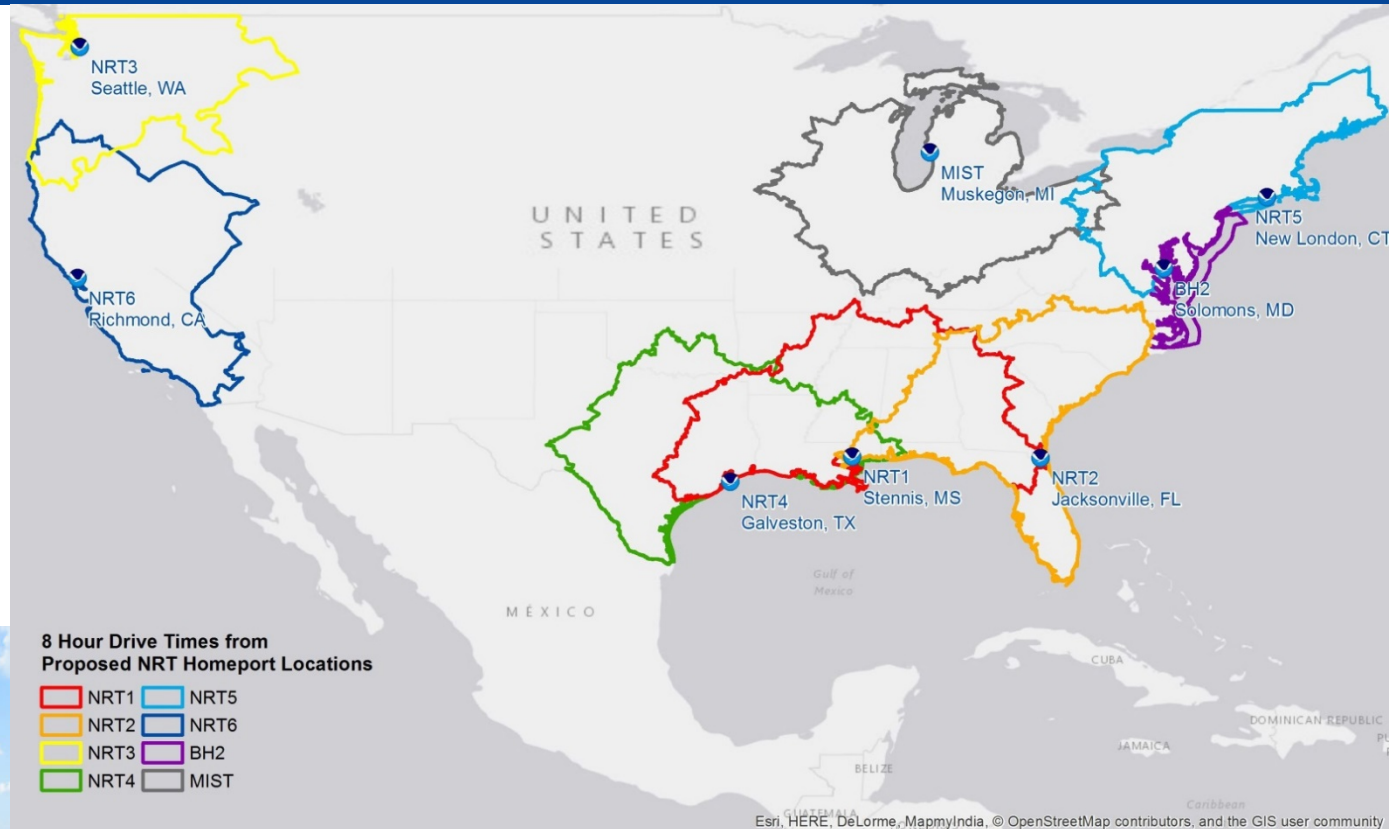 NRT3
Seattle, WA
MIST
Muskegon, MI
UNITED
STATES
NRT5
New London, CT
NRT6
Richmond, CA
BH2
Solomons, MD
NRT1
Stennis, MS
NRT2
Jacksonville, FL
NRT4
Galveston, TX
Gulf of
Mexico
MÉXICO
8 Hour Drive Times from
Proposed NRT Homeport Locations
NRT1 NRT5
NRT2 NRT6
NRT3 BH2
NRT4 MIST
CUBA
DOMINICAN REPUBLIC
JAMAICA
BELIZE
GUATEMALA
Caribbean
Esri, HERE, DeLorme, MapmyIndia, © OpenStreetMap contributors, and the GIS user community